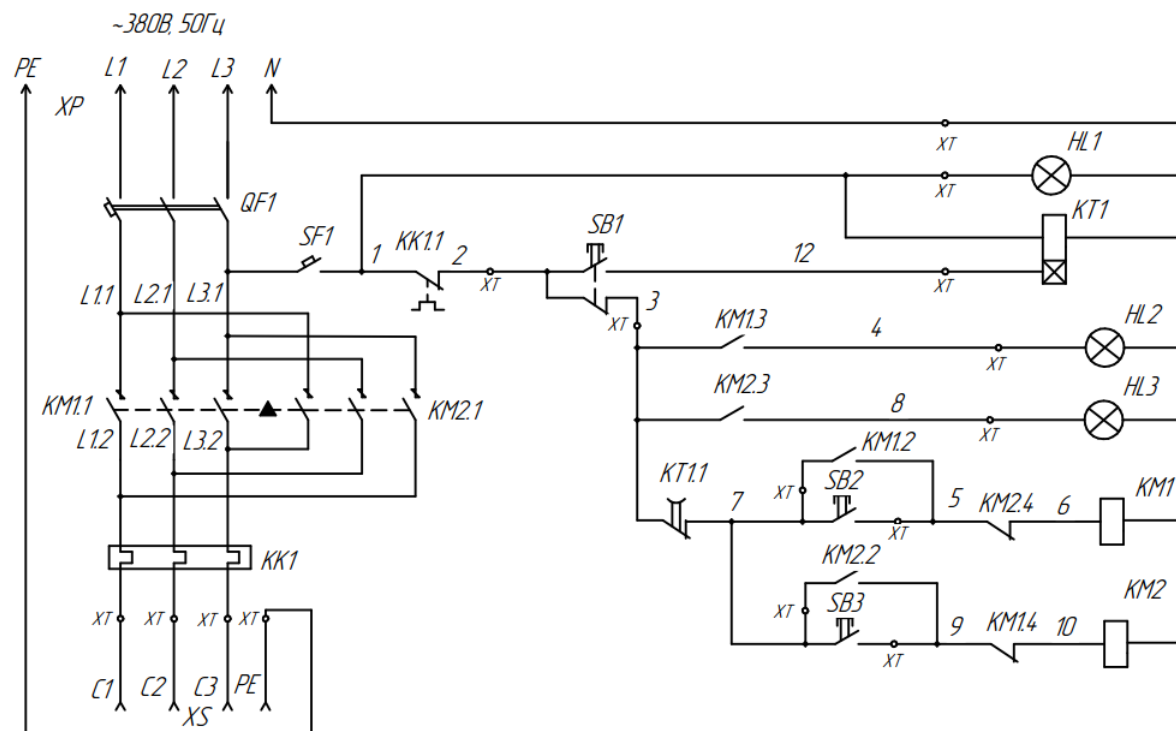 ~380В, 50Гц
PE L1 L2 L3 N
XP
XT
HL1
XT
QF1
KT1
SF1 1 KK1.1 2 SB1 12
XT XT
L1.1 L2.1 L3.1
3
XT
KM1.3 4 HL2
XT
KM1.1 KM2.1
KM2.3 8 HL3
XT
L1.2 L2.2 L3.2
KM1.2
KT1.1 SB2 KM1
XT
7 5 KM2.4 6
XT
KK1
KM2.2
SB3 KM2
XT XT XT XT
XT
9 KM1.4 10
XT
C1 C2 C3 PE
XS